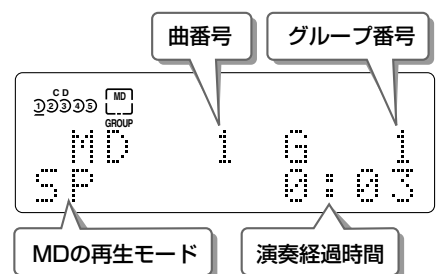 曲番号 グループ番号
CD MD
①②③④⑤
GROUP
MD 1 G 1
SP 0:03
MDの再生モード 演奏経過時間